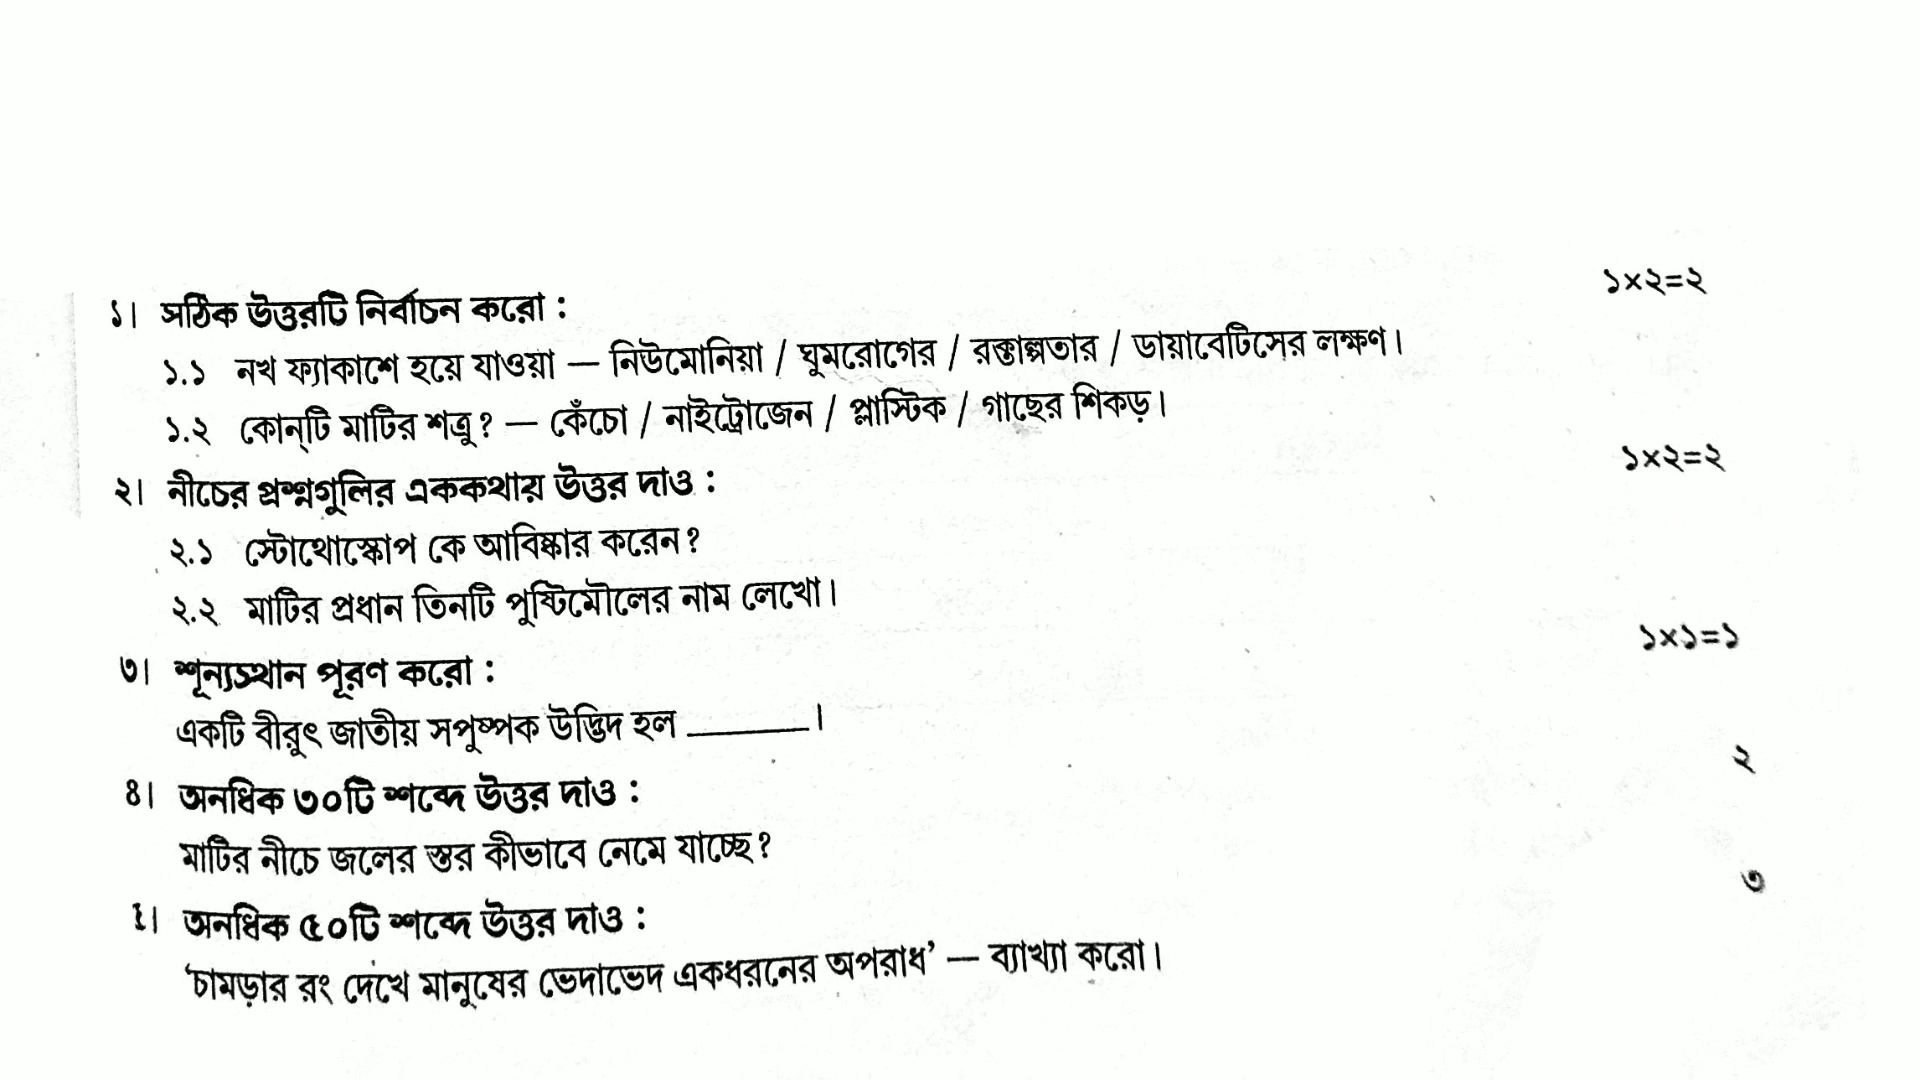 ১×২=২
১। সঠিক উত্তরটি নির্বাচন করো :
১.১ নখ ফ্যাকাশে হয়ে যাওয়া — নিউমোনিয়া / ঘুমরোগের / রক্তাল্পতার / ডায়াবেটিসের লক্ষণ।
১.২ কোন্‌টি মাটির শত্রু? — কেঁচো / নাইট্রোজেন / প্লাস্টিক / গাছের শিকড়।
১×২=২
২। নীচের প্রশ্নগুলির এককথায় উত্তর দাও :
২.১ স্টোথোস্কোপ কে আবিষ্কার করেন?
২.২ মাটির প্রধান তিনটি পুষ্টিমৌলের নাম লেখো।
১×১=১
৩। শূন্যস্থান পূরণ করো :
একটি বীরুৎ জাতীয় সপুষ্পক উদ্ভিদ হল ______।
২
৪। অনধিক ৩০টি শব্দে উত্তর দাও :
মাটির নীচে জলের স্তর কীভাবে নেমে যাচ্ছে?
৩
। অনধিক ৫০টি শব্দে উত্তর দাও :
'চামড়ার রং দেখে মানুষের ভেদাভেদ একধরনের অপরাধ' — ব্যাখ্যা করো।